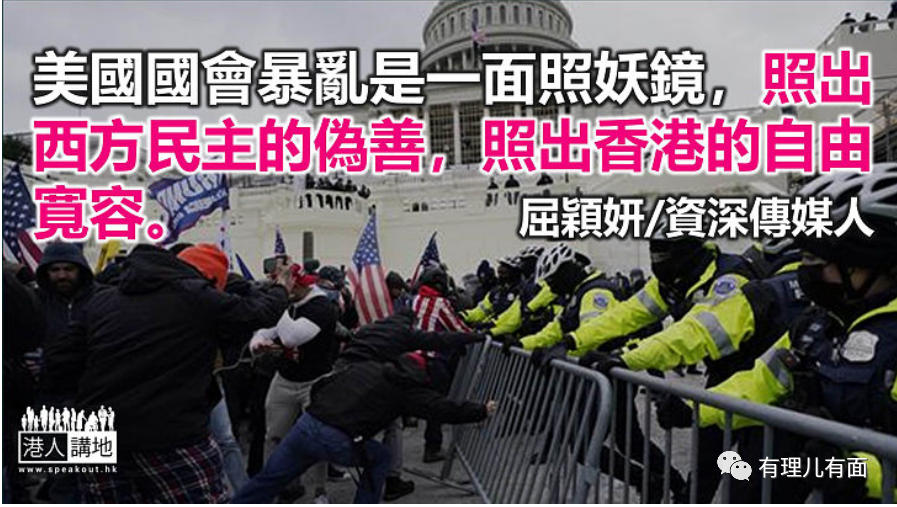 美國國會暴亂是一面照妖鏡，照出
西方民主的偽善，照出香港的自由
寬容。
屈穎妍/資深傳媒人
港人講地
www.speakout.hk
有理儿有面